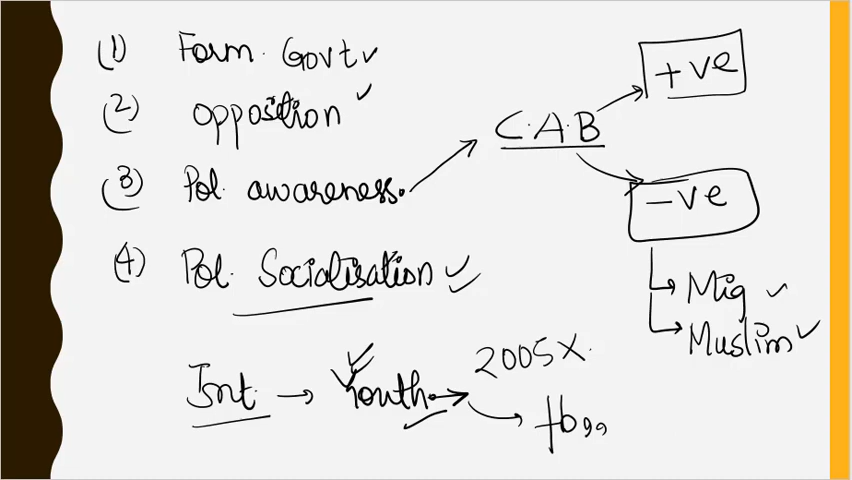 (1) Form. Govt
(2) opposition
(3) Pol. awareness.
C.A.B
+ve
-ve
(4) Pol. Socialisation
Mig
Muslim
Int. → Youth. →
2005 X.